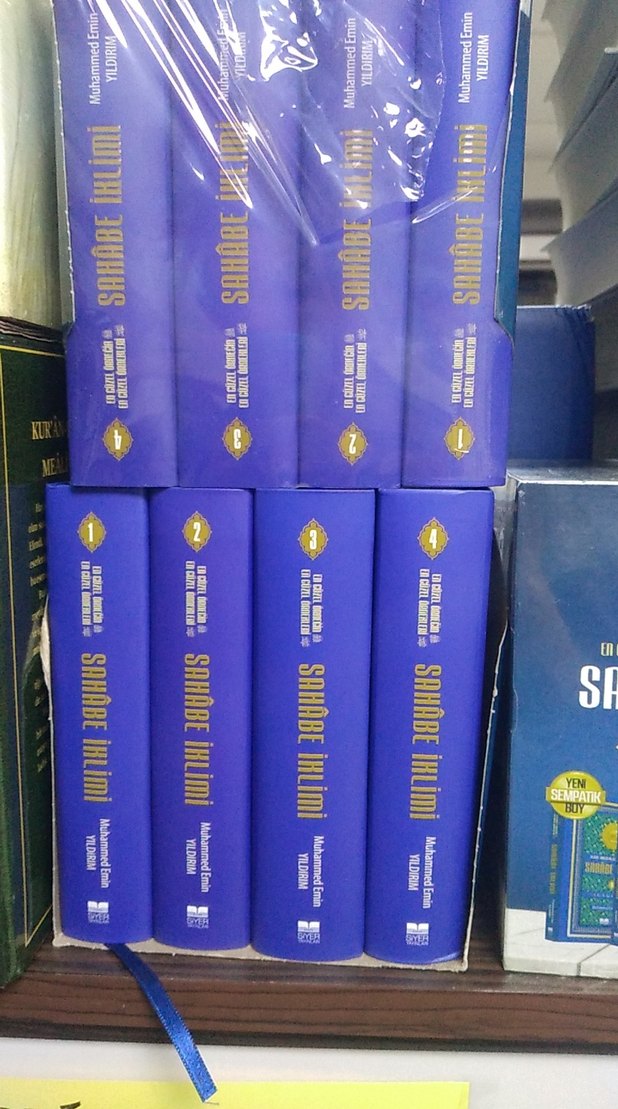 Muhammed Emin
YILDIRIM
SAHÂBE İKLİMİ
EN GÜZEL ÖRNEĞİN
EN GÜZEL ÖRNEKLERİ
4
Muhammed Emin
YILDIRIM
SAHÂBE İKLİMİ
EN GÜZEL ÖRNEĞİN
EN GÜZEL ÖRNEKLERİ
3
Muhammed Emin
YILDIRIM
SAHÂBE İKLİMİ
EN GÜZEL ÖRNEĞİN
EN GÜZEL ÖRNEKLERİ
2
Muhammed Emin
YILDIRIM
SAHÂBE İKLİMİ
EN GÜZEL ÖRNEĞİN
EN GÜZEL ÖRNEKLERİ
1
1
EN GÜZEL ÖRNEĞİN
EN GÜZEL ÖRNEKLERİ
SAHÂBE İKLİMİ
Muhammed Emin
YILDIRIM
SİYER
YAYINLARI
2
EN GÜZEL ÖRNEĞİN
EN GÜZEL ÖRNEKLERİ
SAHÂBE İKLİMİ
Muhammed Emin
YILDIRIM
SİYER
YAYINLARI
3
EN GÜZEL ÖRNEĞİN
EN GÜZEL ÖRNEKLERİ
SAHÂBE İKLİMİ
Muhammed Emin
YILDIRIM
SİYER
YAYINLARI
4
EN GÜZEL ÖRNEĞİN
EN GÜZEL ÖRNEKLERİ
SAHÂBE İKLİMİ
Muhammed Emin
YILDIRIM
SİYER
YAYINLARI
YENİ
SEMPATİK
BOY